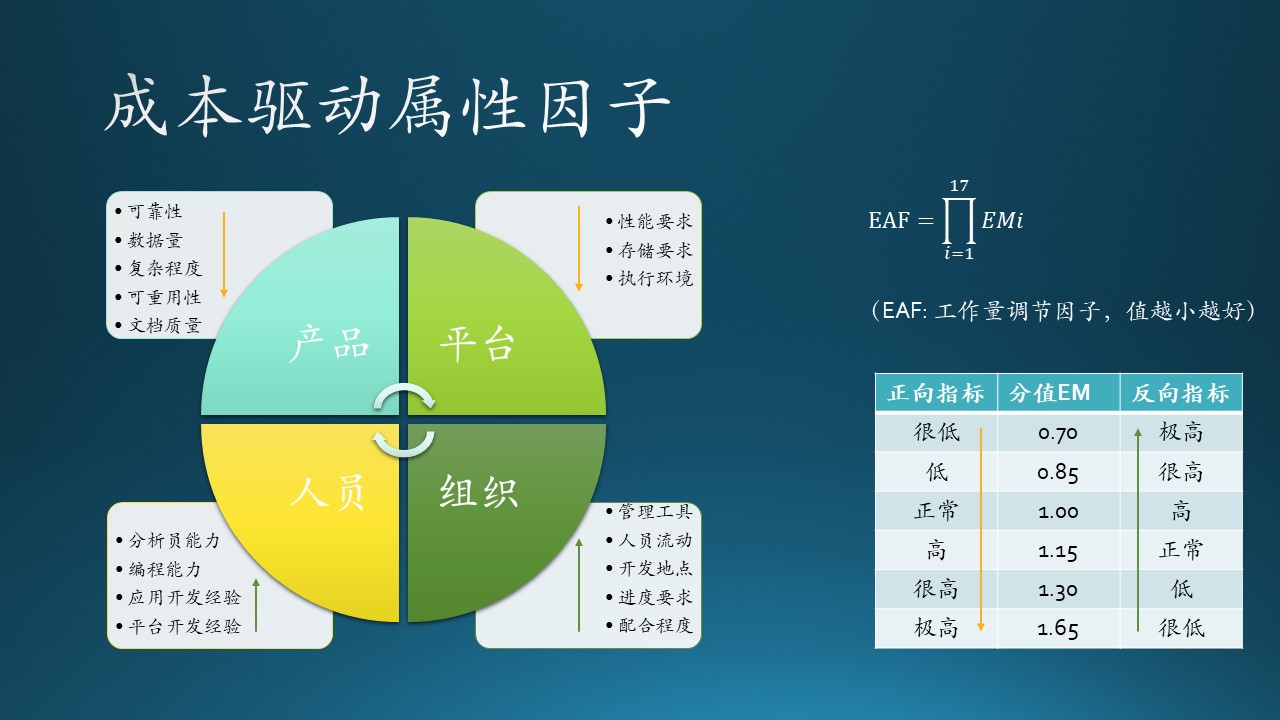 成本驱动属性因子
• 可靠性
• 数据量
• 复杂程度
• 可重用性
• 文档质量
• 性能要求
• 存储要求
• 执行环境
产品
平台
人员
组织
• 分析员能力
• 编程能力
• 应用开发经验
• 平台开发经验
• 管理工具
• 人员流动
• 开发地点
• 进度要求
• 配合程度
17
EAF = ∏ EMi
i=1
（EAF: 工作量调节因子，值越小越好）
正向指标 分值EM 反向指标
很低 0.70 极高
低 0.85 很高
正常 1.00 高
高 1.15 正常
很高 1.30 低
极高 1.65 很低